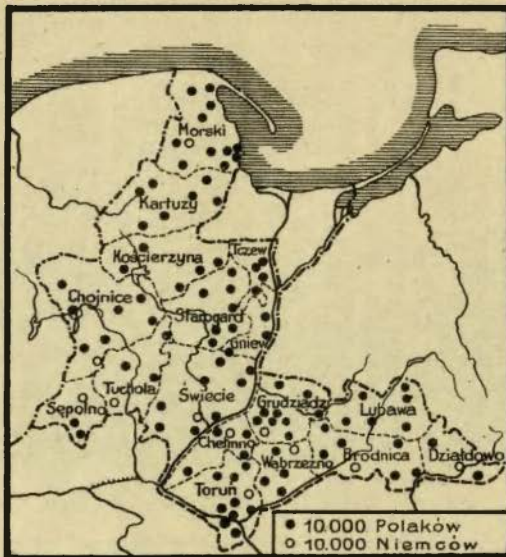 Morski
Kartuzy
Kościerzyna
Tczew
Chojnice
Starogard
Gniew
Tuchola
Świecie
Sępolno
Grudziądz
Lubawa
Chełmno
Wąbrzeźno
Brodnica
Działdowo
Toruń
10.000 Polaków
10.000 Niemców